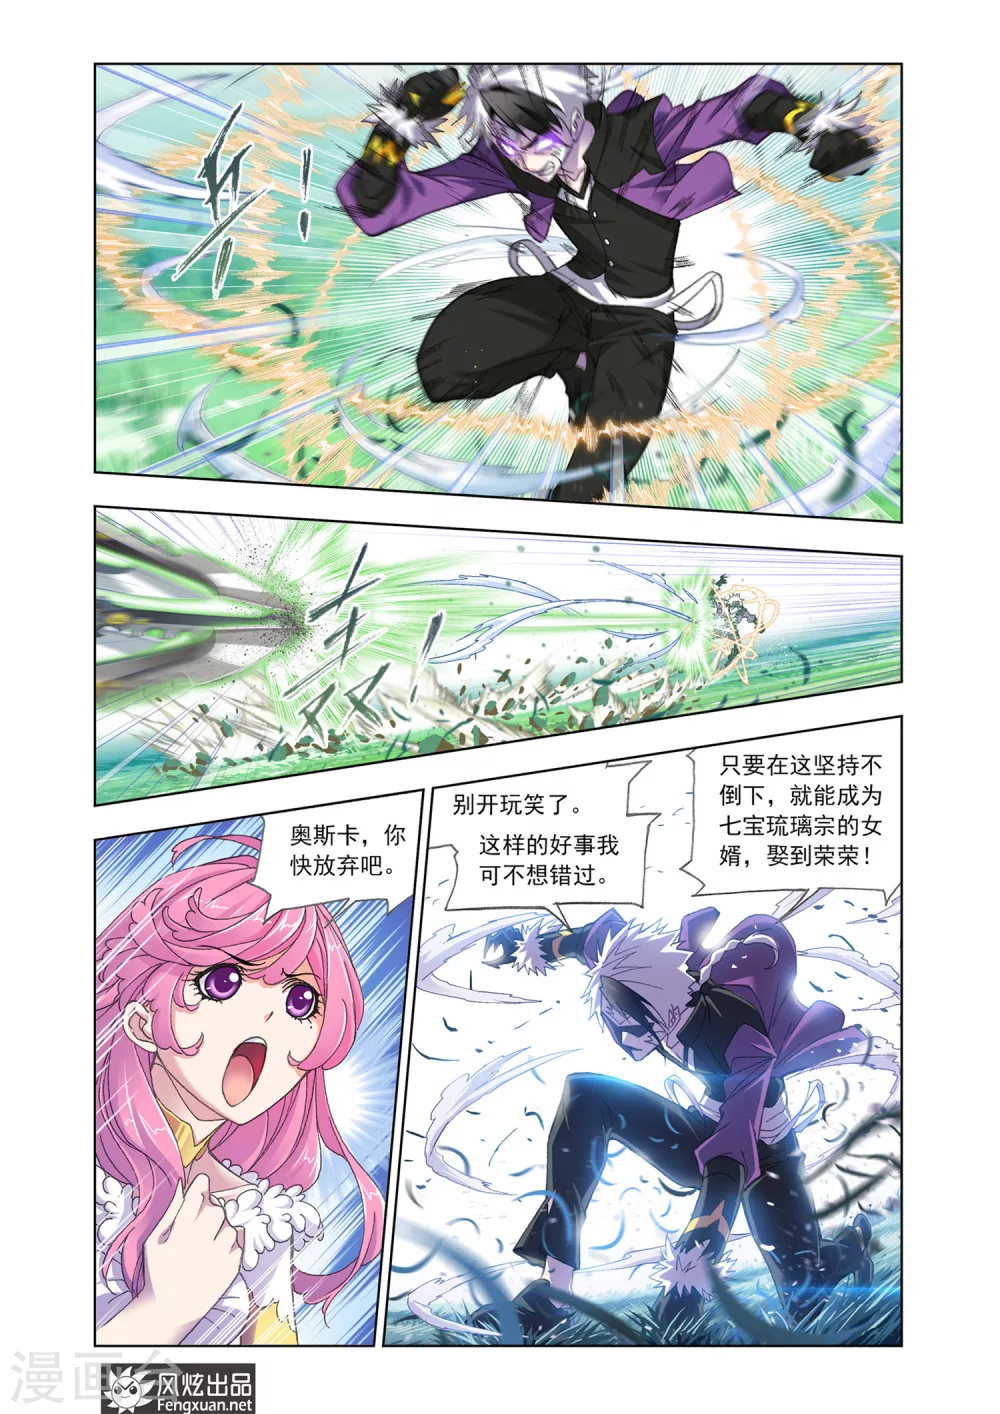 乓！
轰！
奥斯卡，你
快放弃吧。
别开玩笑了。
这样的好事我
可不想错过。
只要在这坚持不
倒下，就能成为
七宝琉璃宗的女
婿，娶到荣荣！
漫画台
风炫出品
Fengxuan.net